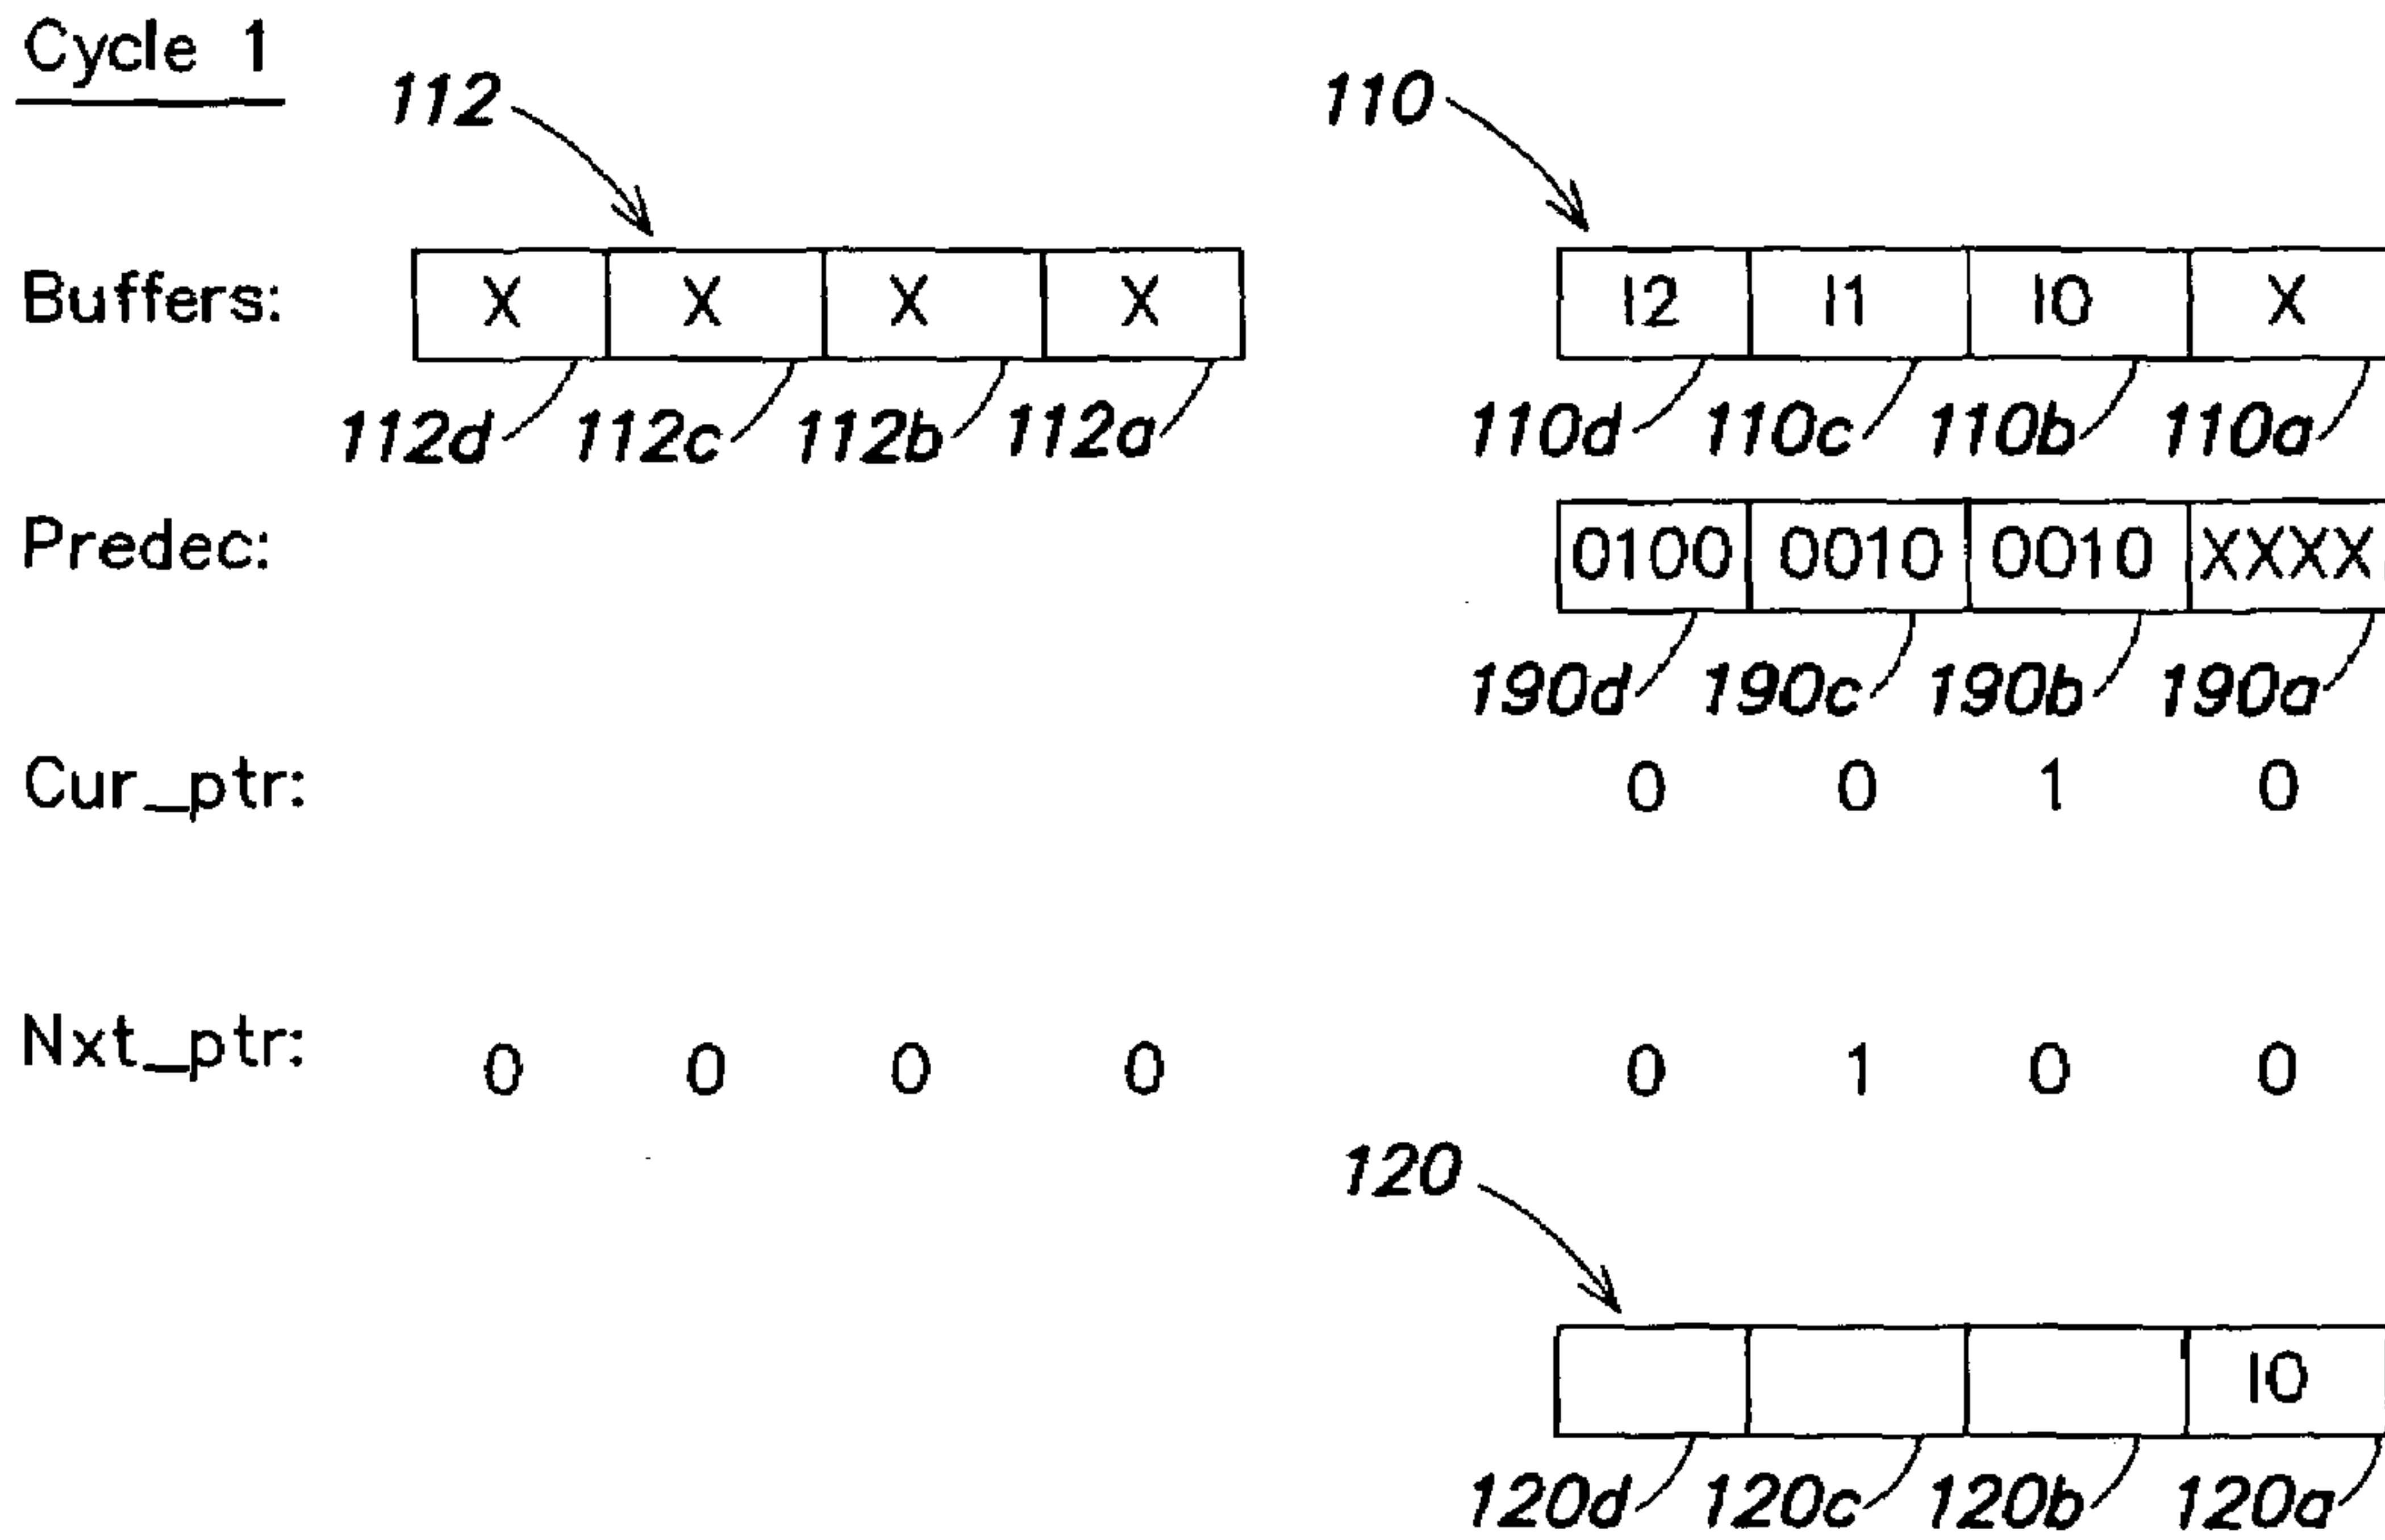 Cycle 1
112 110
Buffers: X X X X I2 I1 I0 X
112d 112c 112b 112a 110d 110c 110b 110a
Predec: 0100 0010 0010 XXXX
190d 190c 190b 190a
Cur_ptr: 0 0 1 0
Nxt_ptr: 0 0 0 0 0 1 0 0
120
I0
120d 120c 120b 120a